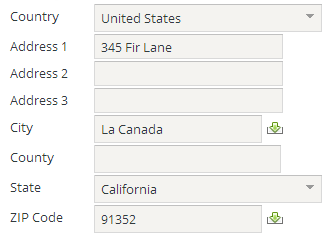 Country United States
Address 1 345 Fir Lane
Address 2
Address 3
City La Canada
County
State California
ZIP Code 91352